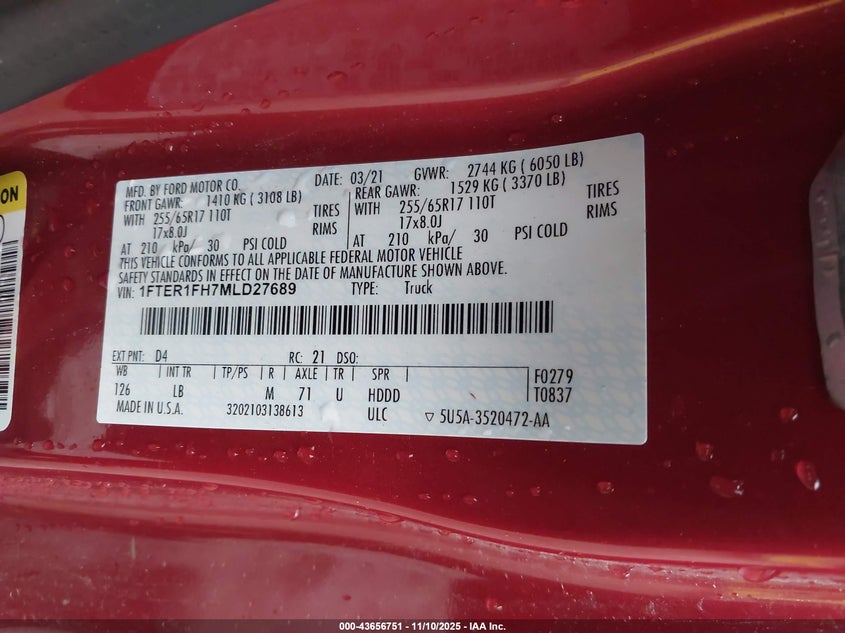 ON
MFD. BY FORD MOTOR CO. DATE: 03/21 GVWR: 2744 KG ( 6050 LB)
FRONT GAWR: 1410 KG ( 3108 LB) REAR GAWR: 1529 KG ( 3370 LB)
WITH 255/65R17 110T TIRES WITH 255/65R17 110T TIRES
17x8.0J RIMS 17x8.0J RIMS
AT 210 kPa/ 30 PSI COLD AT 210 kPa/ 30 PSI COLD
THIS VEHICLE CONFORMS TO ALL APPLICABLE FEDERAL MOTOR VEHICLE
SAFETY STANDARDS IN EFFECT ON THE DATE OF MANUFACTURE SHOWN ABOVE.
VIN: 1FTER1FH7MLD27689 TYPE: Truck
EXT PNT: D4 RC: 21 DSO:
WB INT TR TP/PS R AXLE TR SPR F0279
126 LB M 71 U HDDD T0837
MADE IN U.S.A. 3202103138613 ULC ▽ 5U5A-3520472-AA
000-43656751 — 11/10/2025 — IAA Inc.